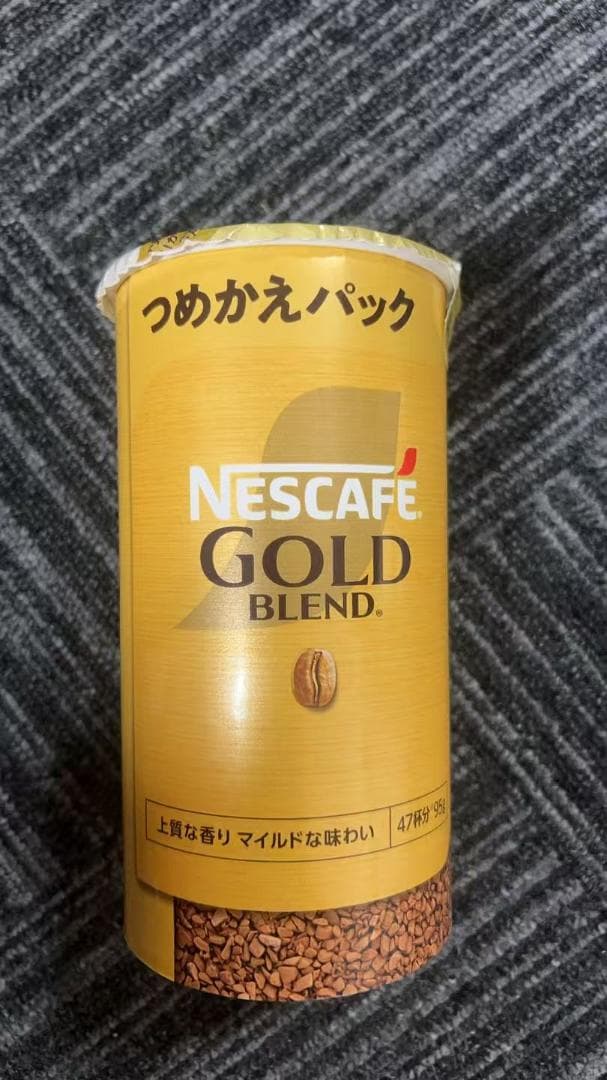 つめかえパック
NESCAFÉ®
GOLD
BLEND®
上質な香り マイルドな味わい
47杯分 95g